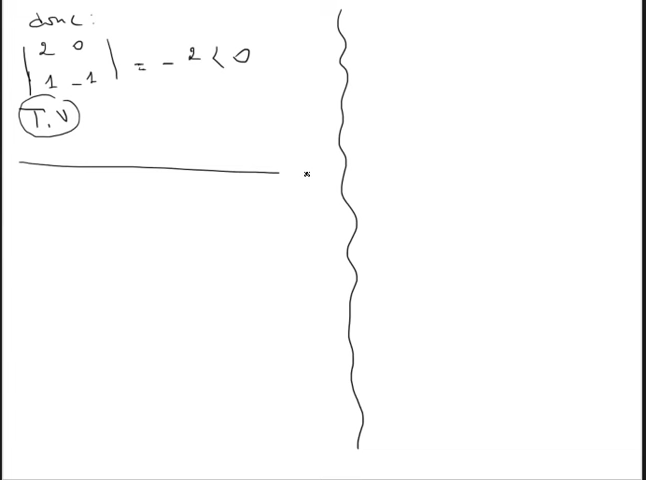 donc:
| 2 0 |
| 1 -1 | = - 2 < 0
T.V